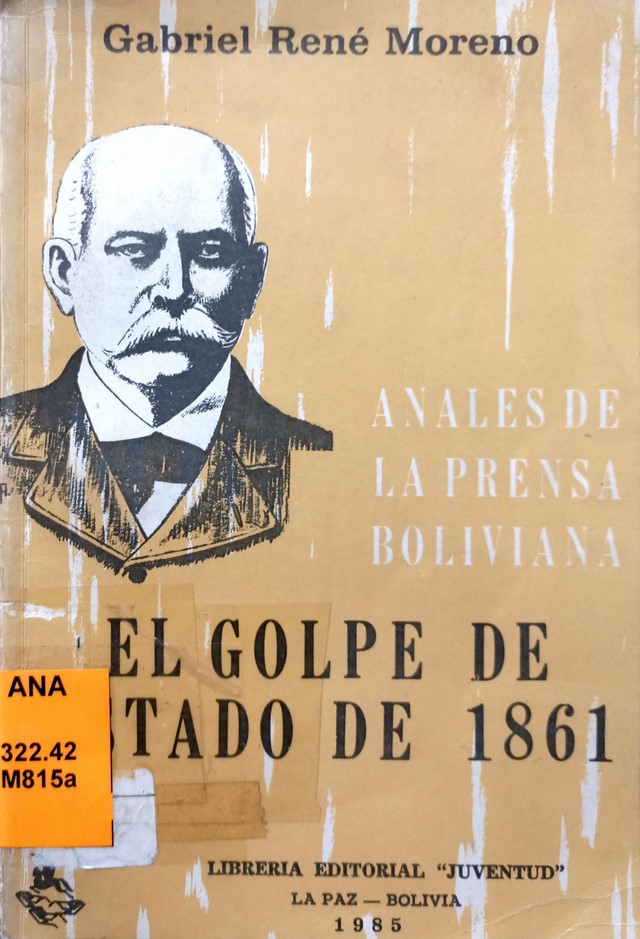 Gabriel René Moreno
ANALES DE
LA PRENSA
BOLIVIANA
EL GOLPE DE
STADO DE 1861
ANA
322.42
M815a
LIBRERIA EDITORIAL "JUVENTUD"
LA PAZ — BOLIVIA
1985